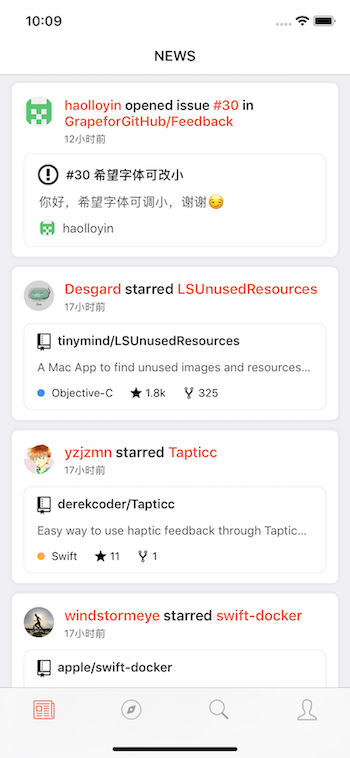 10:09
NEWS
haolloyin opened issue #30 in
GrapeforGitHub/Feedback
12小时前
#30 希望字体可改小
你好，希望字体可调小，谢谢😏
haolloyin
Desgard starred LSUnusedResources
17小时前
tinymind/LSUnusedResources
A Mac App to find unused images and resources...
Objective-C 1.8k 325
yzjzmn starred Tapticc
17小时前
derekcoder/Tapticc
Easy way to use haptic feedback through Taptic...
Swift 11 1
windstormeye starred swift-docker
17小时前
apple/swift-docker